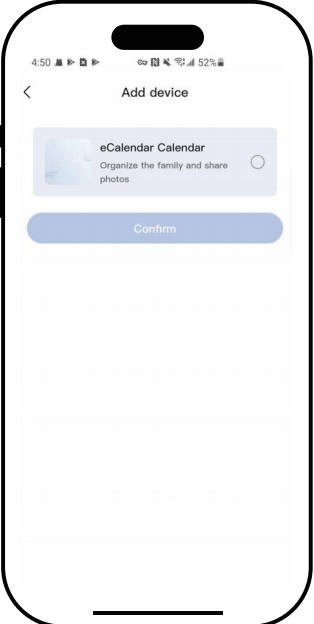 4:50 52%
Add device
eCalendar Calendar
Organize the family and share
photos
Confirm